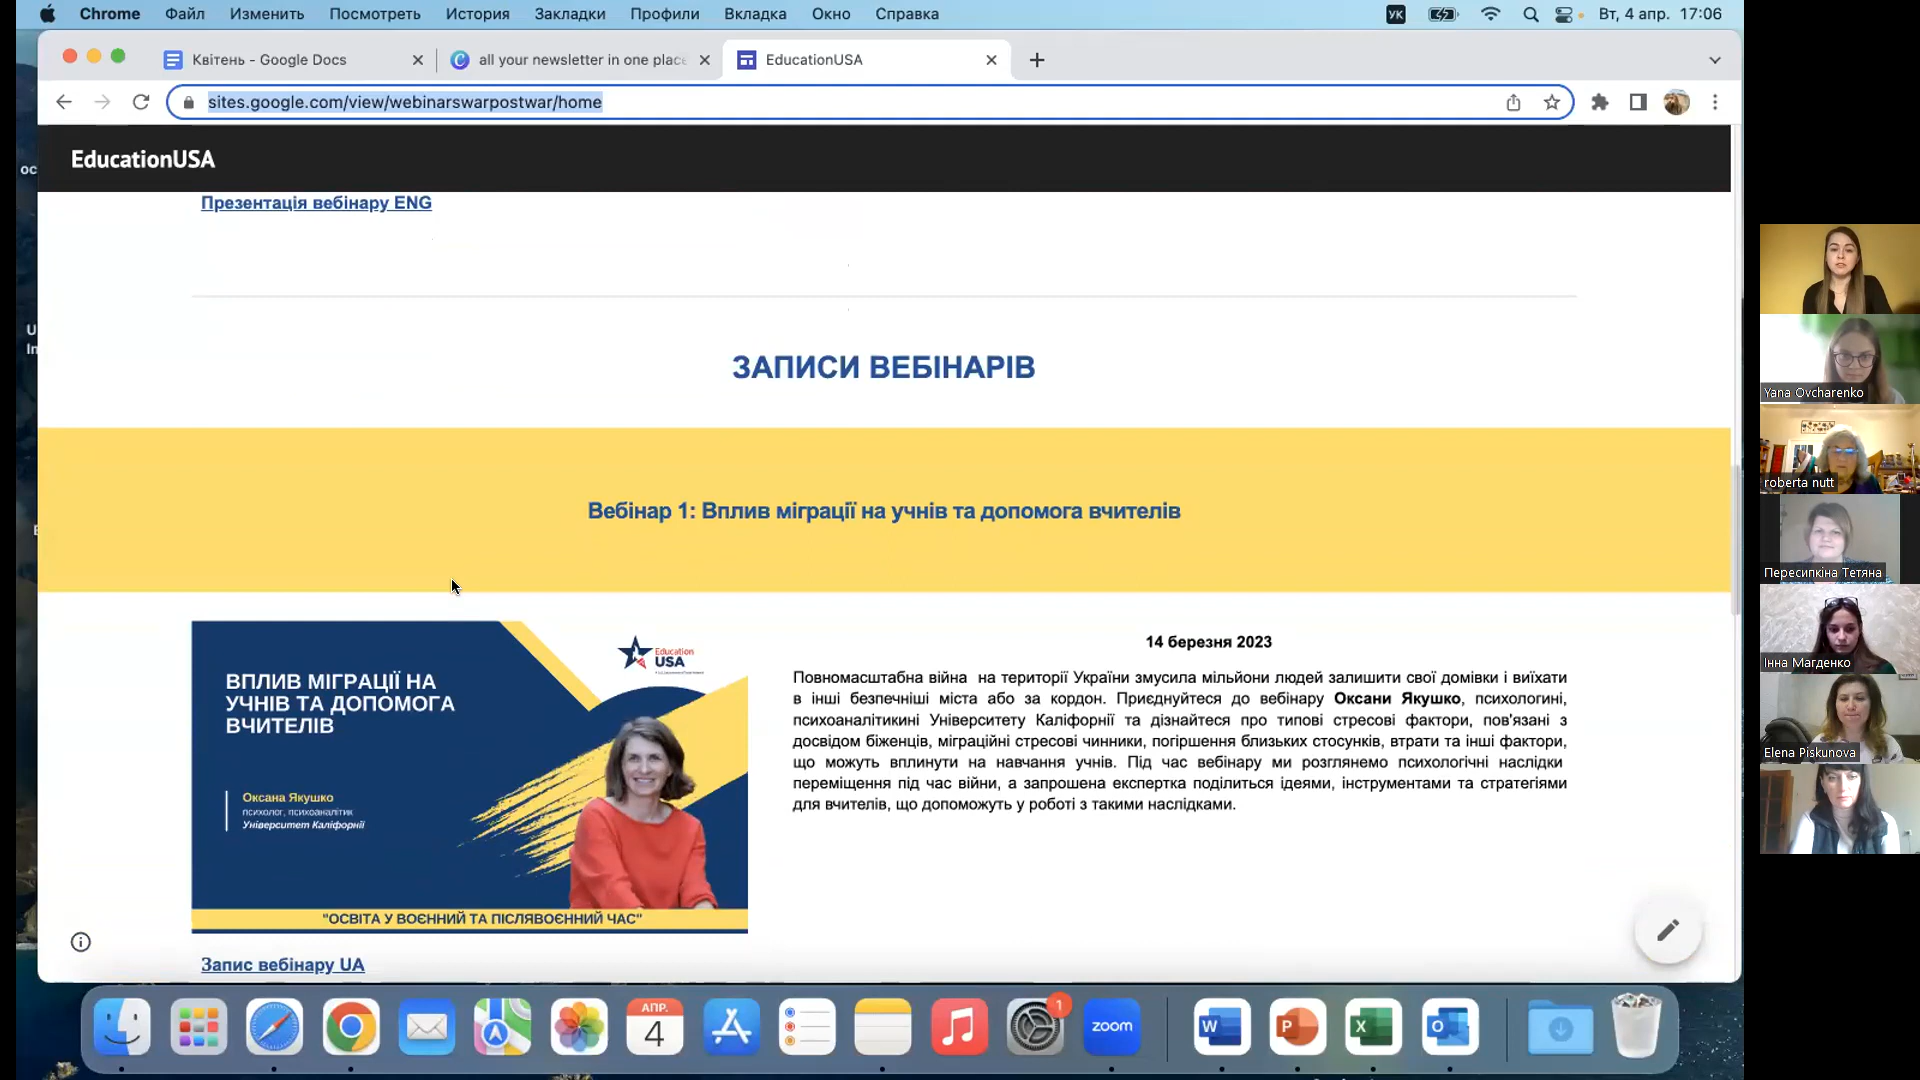 Chrome Файл Изменить Посмотреть История Закладки Профили Вкладка Окно Справка УК Вт, 4 апр. 17:06
Квітень - Google Docs all your newsletter in one place EducationUSA
sites.google.com/view/webinarswarpostwar/home
EducationUSA
Презентація вебінару ENG
ЗАПИСИ ВЕБІНАРІВ
Вебінар 1: Вплив міграції на учнів та допомога вчителів
ВПЛИВ МІГРАЦІЇ НА
УЧНІВ ТА ДОПОМОГА
ВЧИТЕЛІВ
Education
USA
Оксана Якушко
психолог, психоаналітик
Університет Каліфорнії
"ОСВІТА У ВОЄННИЙ ТА ПІСЛЯВОЄННИЙ ЧАС"
Запис вебінару UA
14 березня 2023
Повномасштабна війна на території України змусила мільйони людей залишити свої домівки і виїхати
в інші безпечніші міста або за кордон. Приєднуйтеся до вебінару Оксани Якушко, психологині,
психоаналітикині Університету Каліфорнії та дізнайтеся про типові стресові фактори, пов'язані з
досвідом біженців, міграційні стресові чинники, погіршення близьких стосунків, втрати та інші фактори,
що можуть вплинути на навчання учнів. Під час вебінару ми розглянемо психологічні наслідки
переміщення під час війни, а запрошена експертка поділиться ідеями, інструментами та стратегіями
для вчителів, що допоможуть у роботі з такими наслідками.
Yana Ovcharenko
roberta nutt
Пересипкіна Тетяна
Інна Магденко
Elena Piskunova
АПР.
4
1
zoom
W
P
X
O